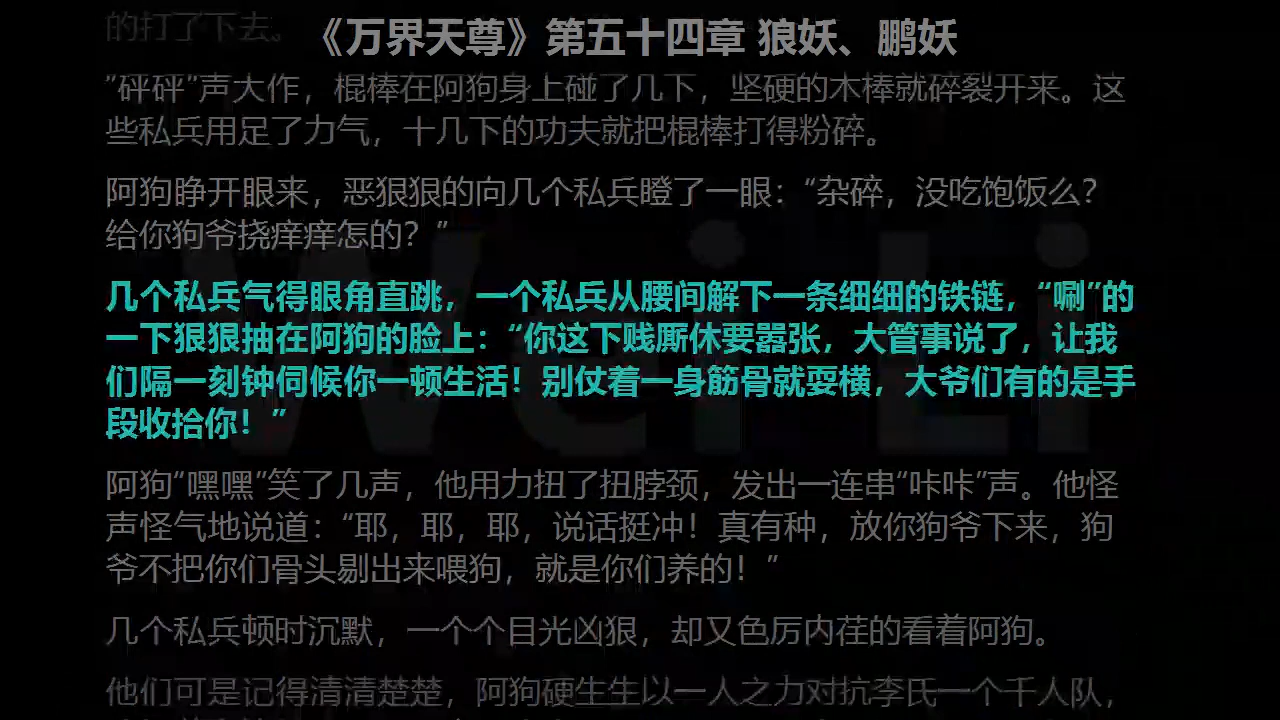 的打了下去。
《万界天尊》第五十四章 狼妖、鹏妖
“砰砰”声大作，棍棒在阿狗身上碰了几下，坚硬的木棒就碎裂开来。这
些私兵用足了力气，十几下的功夫就把棍棒打得粉碎。
阿狗睁开眼来，恶狠狠的向几个私兵瞪了一眼：“杂碎，没吃饱饭么？
给你狗爷挠痒痒怎的？”
几个私兵气得眼角直跳，一个私兵从腰间解下一条细细的铁链，“唰”的
一下狠狠抽在阿狗的脸上：“你这下贱厮休要嚣张，大管事说了，让我
们隔一刻钟伺候你一顿生活！别仗着一身筋骨就耍横，大爷们有的是手
段收拾你！”
阿狗“嘿嘿”笑了几声，他用力扭了扭脖颈，发出一连串“咔咔”声。他怪
声怪气地说道：“耶，耶，耶，说话挺冲！真有种，放你狗爷下来，狗
爷不把你们骨头剔出来喂狗，就是你们养的！”
几个私兵顿时沉默，一个个目光凶狠，却又色厉内荏的看着阿狗。
他们可是记得清清楚楚，阿狗硬生生以一人之力对抗李氏一个千人队，
Wei Li